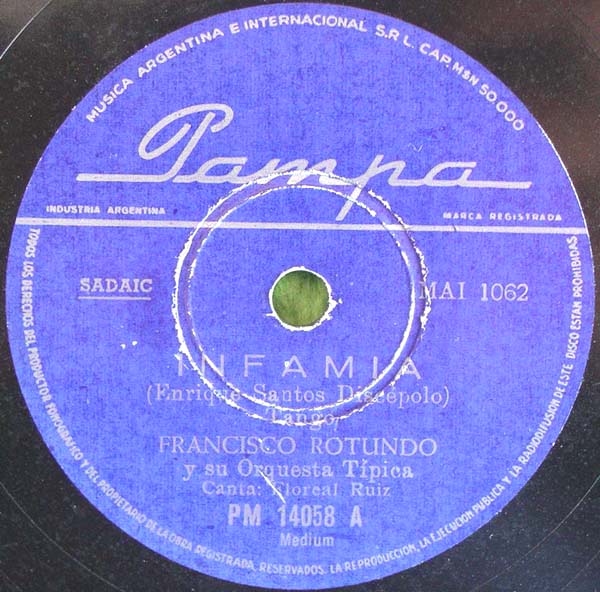 MUSICA ARGENTINA E INTERNACIONAL S.R.L. CAP. M$N 50.000
Pampa
INDUSTRIA ARGENTINA
MARCA REGISTRADA
SADAIC
MAI 1062
INFAMIA
(Enrique Santos Discépolo)
Tango
FRANCISCO ROTUNDO
y su Orquesta Típica
Canta: Floreal Ruiz
PM 14058 A
Medium
TODOS LOS DERECHOS DEL PRODUCTOR FONOGRAFICO Y DEL PROPIETARIO DE LA OBRA REGISTRADA, RESERVADOS. LA REPRODUCCION, LA EJECUCION PUBLICA Y LA RADIODIFUSION DE ESTE DISCO ESTAN PROHIBIDAS